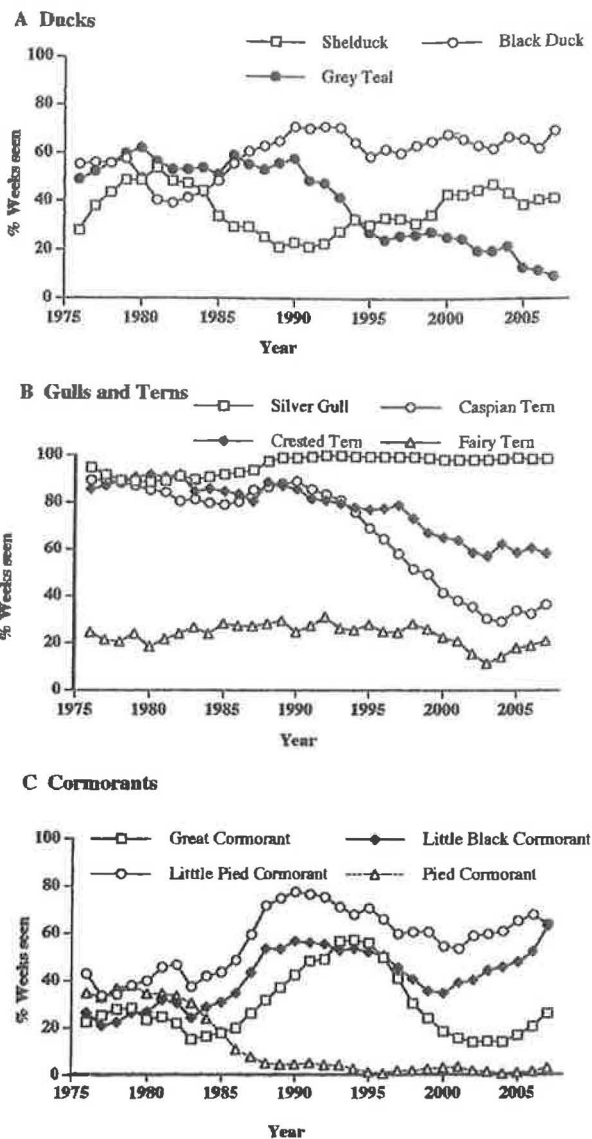 A Ducks
Shelduck Black Duck
Grey Teal
100
80
60
40
20
0
% Weeks seen
1975 1980 1985 1990 1995 2000 2005
Year
B Gulls and Terns
Silver Gull Caspian Tern
Crested Tern Fairy Tern
100
80
60
40
20
0
% Weeks seen
1975 1980 1985 1990 1995 2000 2005
Year
C Cormorants
Great Cormorant Little Black Cormorant
Litttle Pied Cormorant Pied Cormorant
100
80
60
40
20
0
% Weeks seen
1975 1980 1985 1990 1995 2000 2005
Year